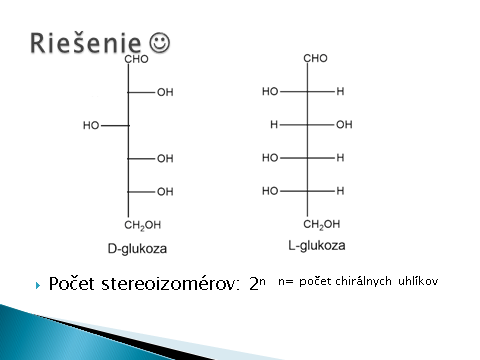 Riešenie ☺
CHO CHO
OH HO H
HO H OH
OH HO H
OH HO H
CH₂OH CH₂OH
D-glukoza L-glukoza
Počet stereoizomérov: 2ⁿ n= počet chirálnych uhlíkov